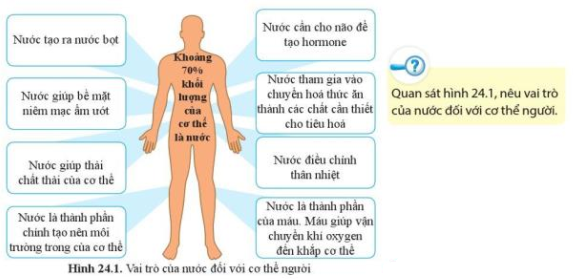 Nước tạo ra nước bọt
Nước giúp bề mặt
niêm mạc ẩm ướt
Nước giúp thải
chất thải của cơ thể
Nước là thành phần
chính tạo nên môi
trường trong của cơ thể
Khoảng
70%
khối
lượng
của
cơ thể
là nước
Nước cần cho não để
tạo hormone
Nước tham gia vào
chuyển hoá thức ăn
thành các chất cần thiết
cho tiêu hoá
Nước điều chỉnh
thân nhiệt
Nước là thành phần
của máu. Máu giúp vận
chuyển khí oxygen
đến khắp cơ thể
Hình 24.1. Vai trò của nước đối với cơ thể người
?
Quan sát hình 24.1, nêu vai trò
của nước đối với cơ thể người.